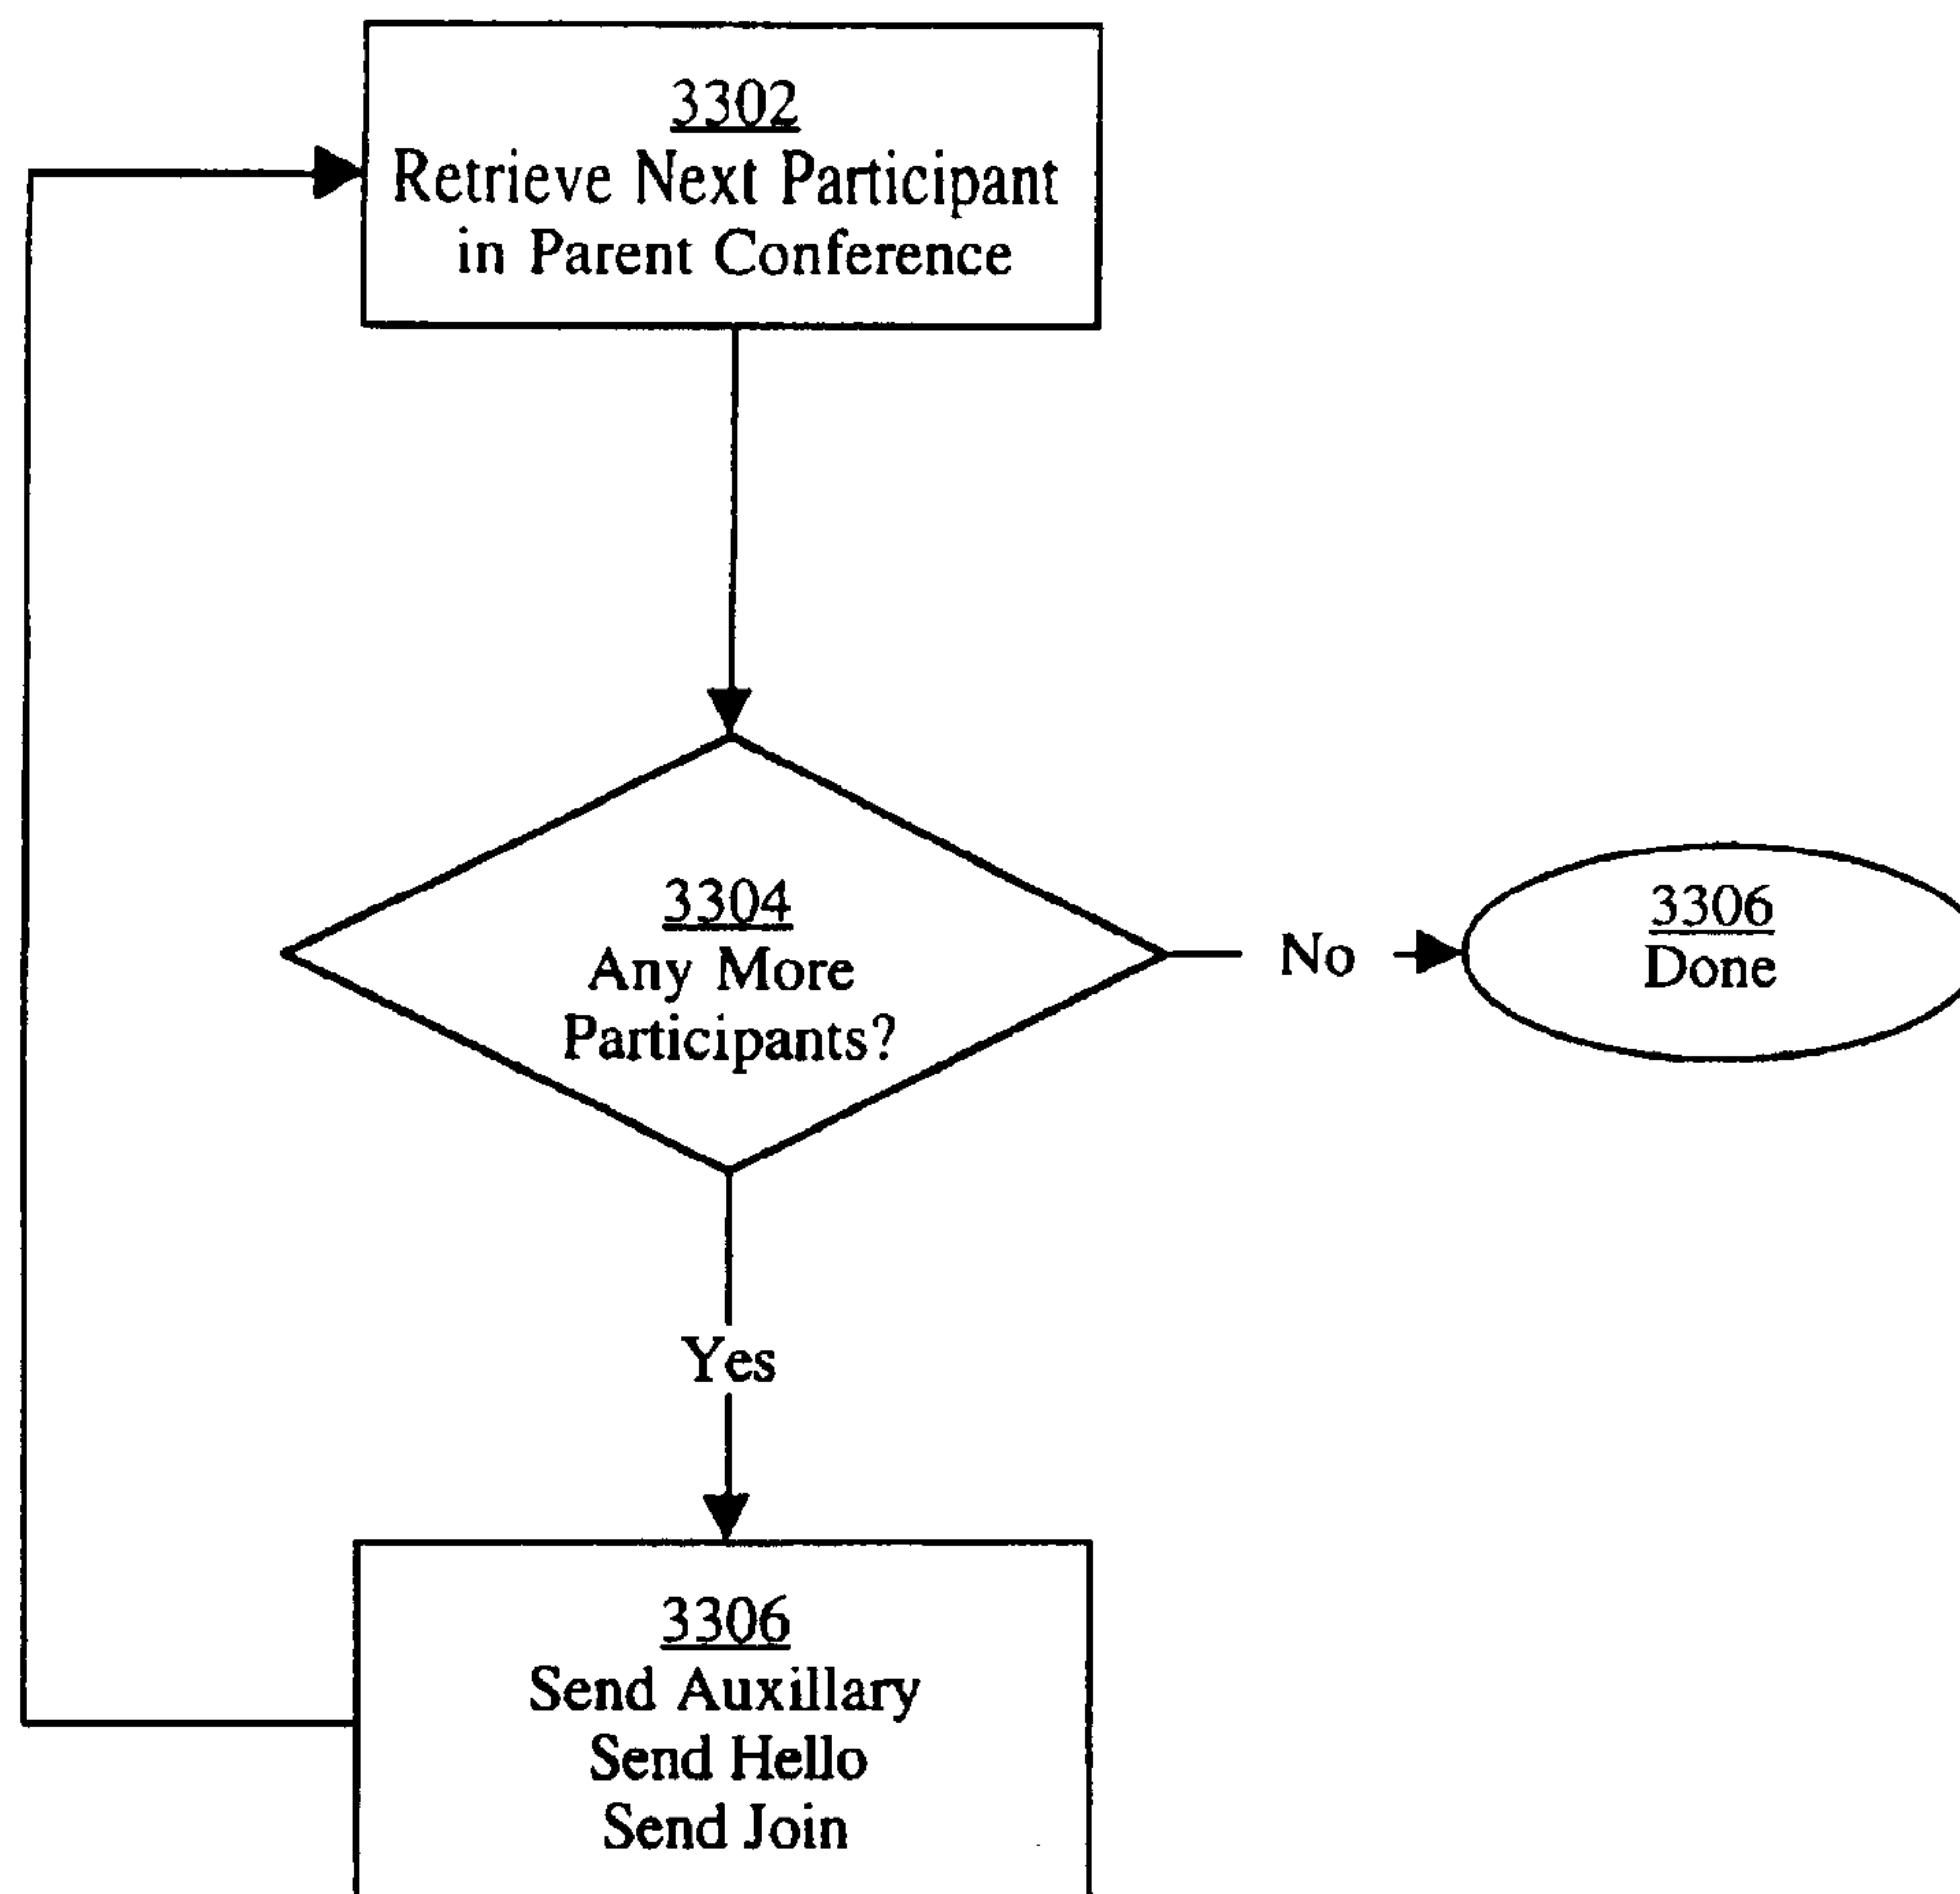 3302
Retrieve Next Participant
in Parent Conference
3304
Any More
Participants?
No
3306
Done
Yes
3306
Send Auxillary
Send Hello
Send Join